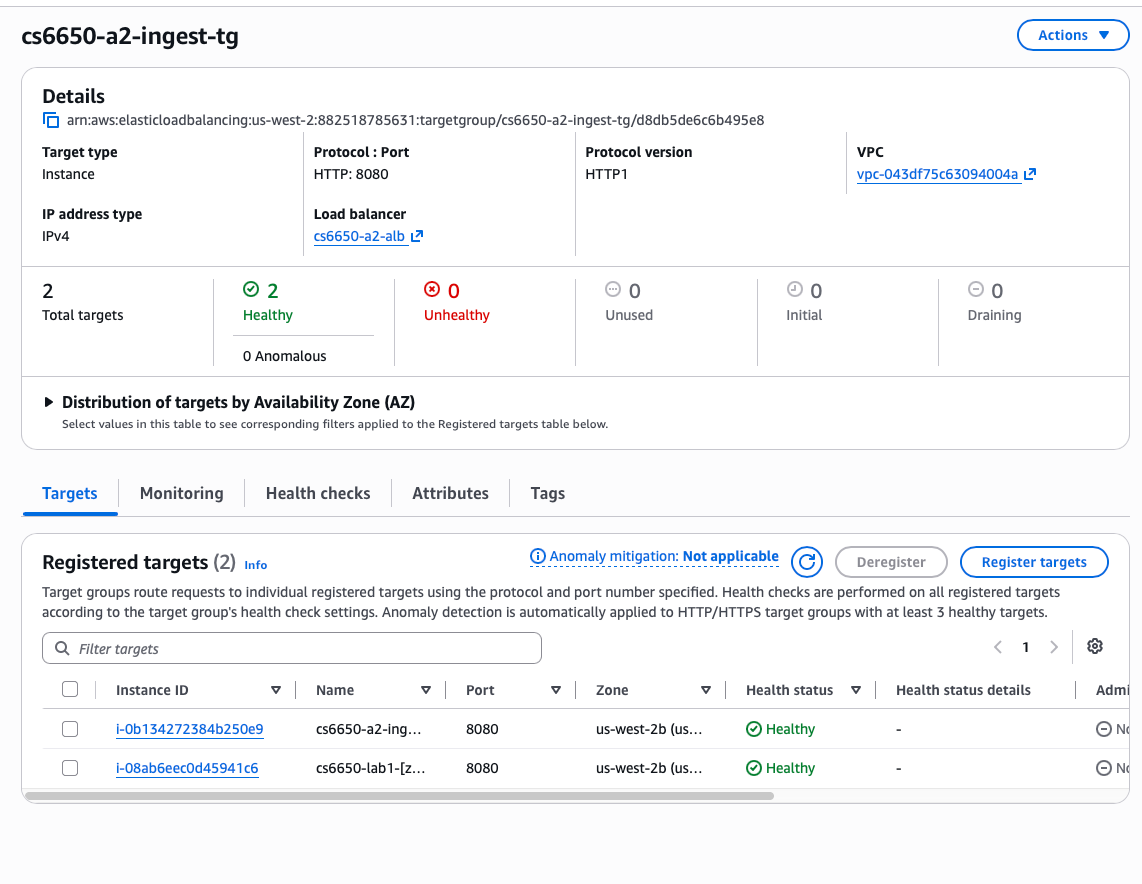 cs6650-a2-ingest-tg
Actions
Details
arn:aws:elasticloadbalancing:us-west-2:882518785631:targetgroup/cs6650-a2-ingest-tg/d8db5de6c6b495e8
Target type
Instance
Protocol : Port
HTTP: 8080
Protocol version
HTTP1
VPC
vpc-043df75c63094004a
IP address type
IPv4
Load balancer
cs6650-a2-alb
2
Total targets
2
Healthy
0 Anomalous
0
Unhealthy
0
Unused
0
Initial
0
Draining
Distribution of targets by Availability Zone (AZ)
Select values in this table to see corresponding filters applied to the Registered targets table below.
Targets
Monitoring
Health checks
Attributes
Tags
Registered targets (2) Info
Anomaly mitigation: Not applicable
Deregister
Register targets
Target groups route requests to individual registered targets using the protocol and port number specified. Health checks are performed on all registered targets
according to the target group's health check settings. Anomaly detection is automatically applied to HTTP/HTTPS target groups with at least 3 healthy targets.
Filter targets
1
Instance ID Name Port Zone Health status Health status details Admi
i-0b134272384b250e9 cs6650-a2-ing... 8080 us-west-2b (us... Healthy - No
i-08ab6eec0d45941c6 cs6650-lab1-[z... 8080 us-west-2b (us... Healthy - No